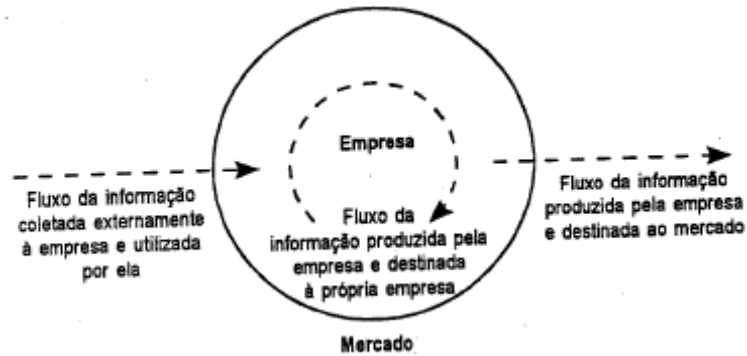 Empresa
Fluxo da informação
coletada externamente
à empresa e utilizada
por ela
Fluxo da
informação produzida pela
empresa e destinada
à própria empresa
Fluxo da informação
produzida pela empresa
e destinada ao mercado
Mercado